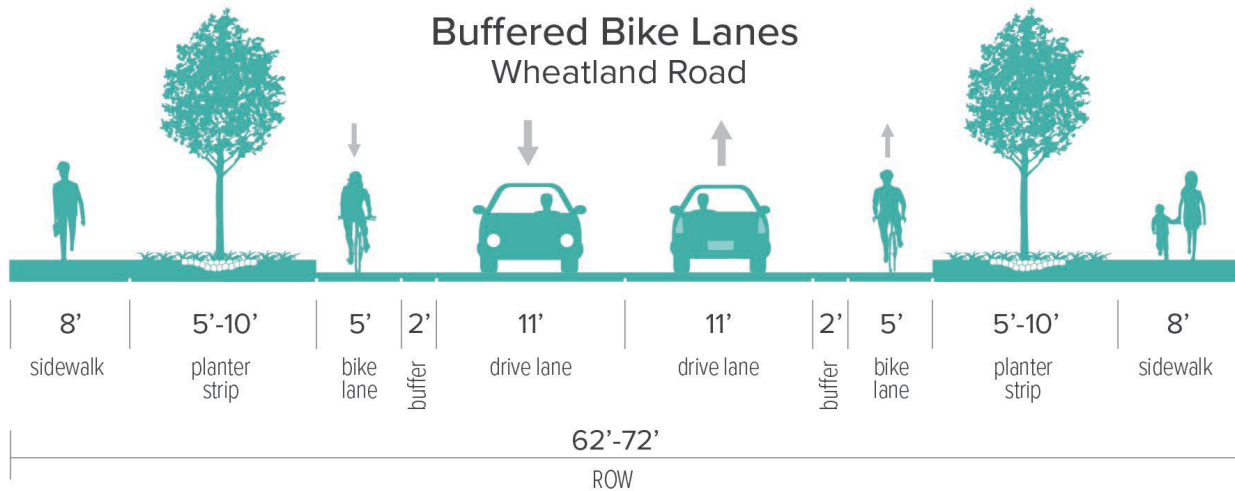 Buffered Bike Lanes
Wheatland Road
8’ 5’-10’ 5’ 2’ 11’ 11’ 2’ 5’ 5’-10’ 8’
sidewalk planter strip bike lane buffer drive lane drive lane buffer bike lane planter strip sidewalk
62’-72’
ROW